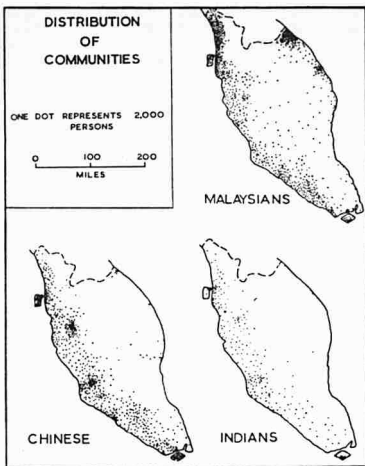 DISTRIBUTION
OF
COMMUNITIES
ONE DOT REPRESENTS 2,000
PERSONS
0 100 200
MILES
MALAYSIANS
CHINESE
INDIANS